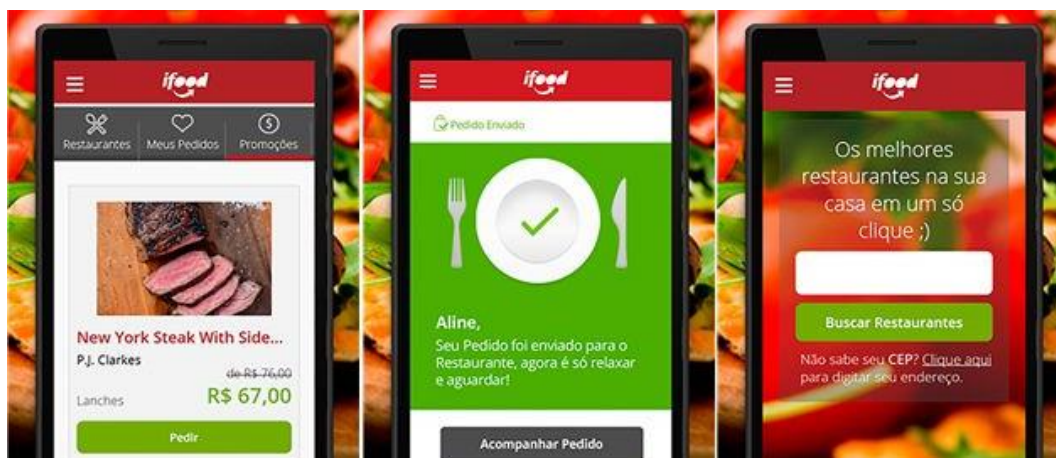 ifood
Restaurantes
Meus Pedidos
Promoções
New York Steak With Side...
P.J. Clarkes
de R$ 76,00
Lanches
R$ 67,00
Pedir
ifood
Pedido Enviado
Aline,
Seu Pedido foi enviado para o
Restaurante, agora é só relaxar
e aguardar!
Acompanhar Pedido
ifood
Os melhores
restaurantes na sua
casa em um só
clique ;)
Buscar Restaurantes
Não sabe seu CEP? Clique aqui
para digitar seu endereço.